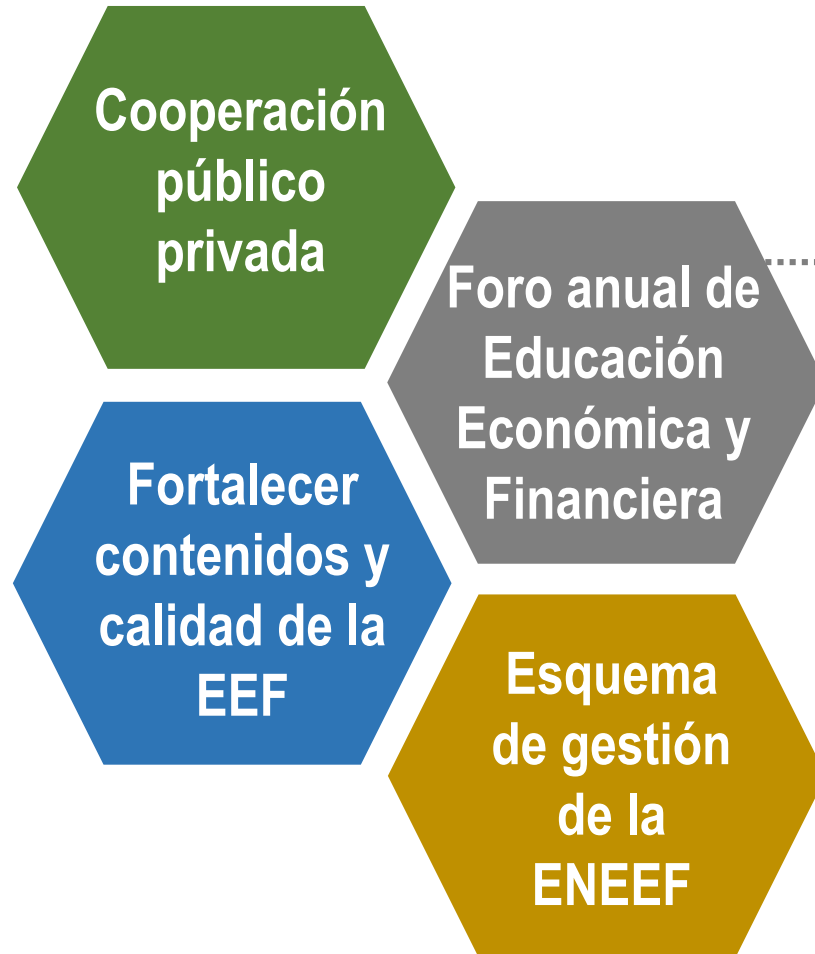 Cooperación
público
privada
Foro anual de
Educación
Económica y
Financiera
Fortalecer
contenidos y
calidad de la
EEF
Esquema
de gestión
de la
ENEEF